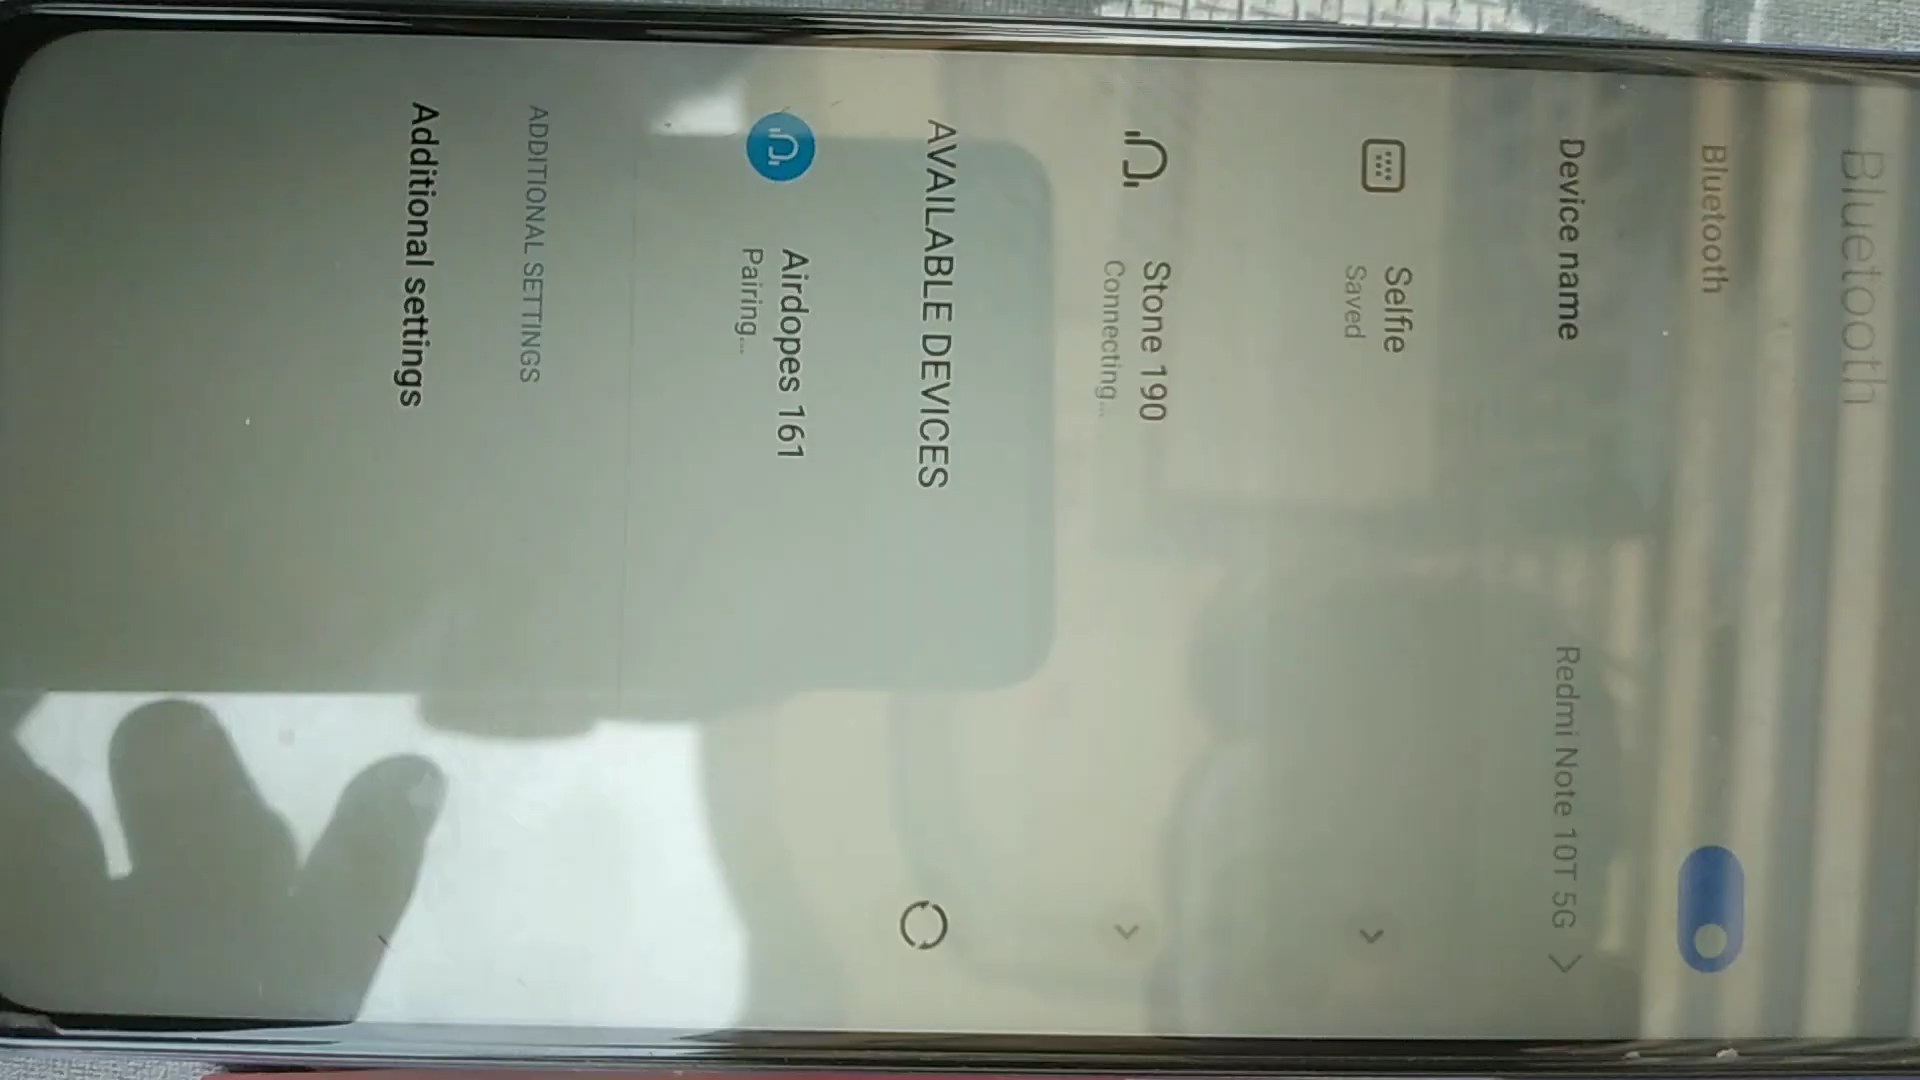 Bluetooth
Bluetooth
Device name Redmi Note 10T 5G
Selfie
Saved
Stone 190
Connecting...
AVAILABLE DEVICES
Airdopes 161
Pairing...
ADDITIONAL SETTINGS
Additional settings